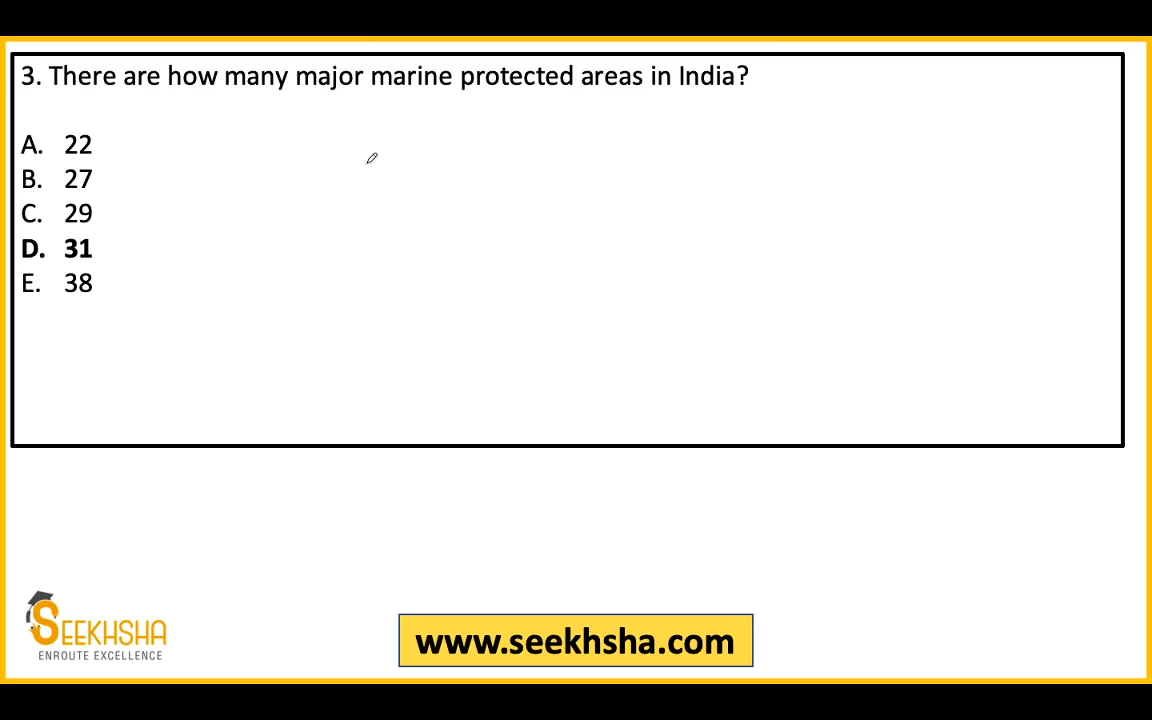 3. There are how many major marine protected areas in India?
A. 22
B. 27
C. 29
D. 31
E. 38
SEEKHSHA
ENROUTE EXCELLENCE
www.seekhsha.com